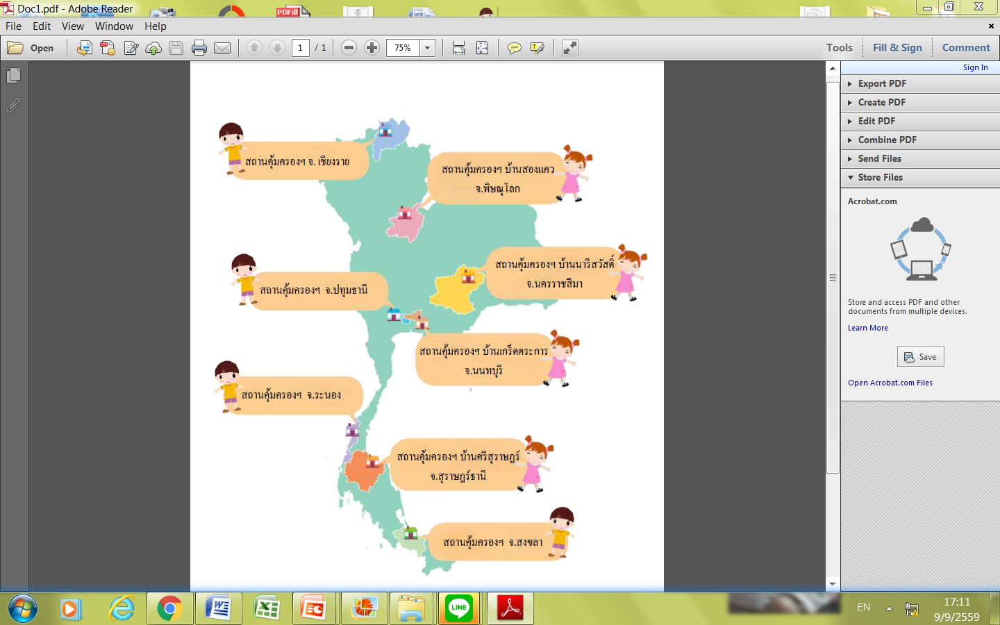 Doc1.pdf - Adobe Reader
PDFill
File Edit View Window Help
Open 1 / 1 75% Tools Fill & Sign Comment
Sign In
Export PDF
Create PDF
Edit PDF
Combine PDF
Send Files
Store Files
Acrobat.com
Store and access PDF and other
documents from multiple devices.
Learn More
Save
Open Acrobat.com Files
สถานคุ้มครองฯ จ. เชียงราย
สถานคุ้มครองฯ บ้านสองแคว
จ.พิษณุโลก
สถานคุ้มครองฯ บ้านนารีสวัสดิ์
จ.นครราชสีมา
สถานคุ้มครองฯ จ.ปทุมธานี
สถานคุ้มครองฯ บ้านเกร็ดตระการ
จ.นนทบุรี
สถานคุ้มครองฯ จ.ระนอง
สถานคุ้มครองฯ บ้านศรีสุราษฎร์
จ.สุราษฎร์ธานี
สถานคุ้มครองฯ จ.สงขลา
LINE
EN
17:11
9/9/2559